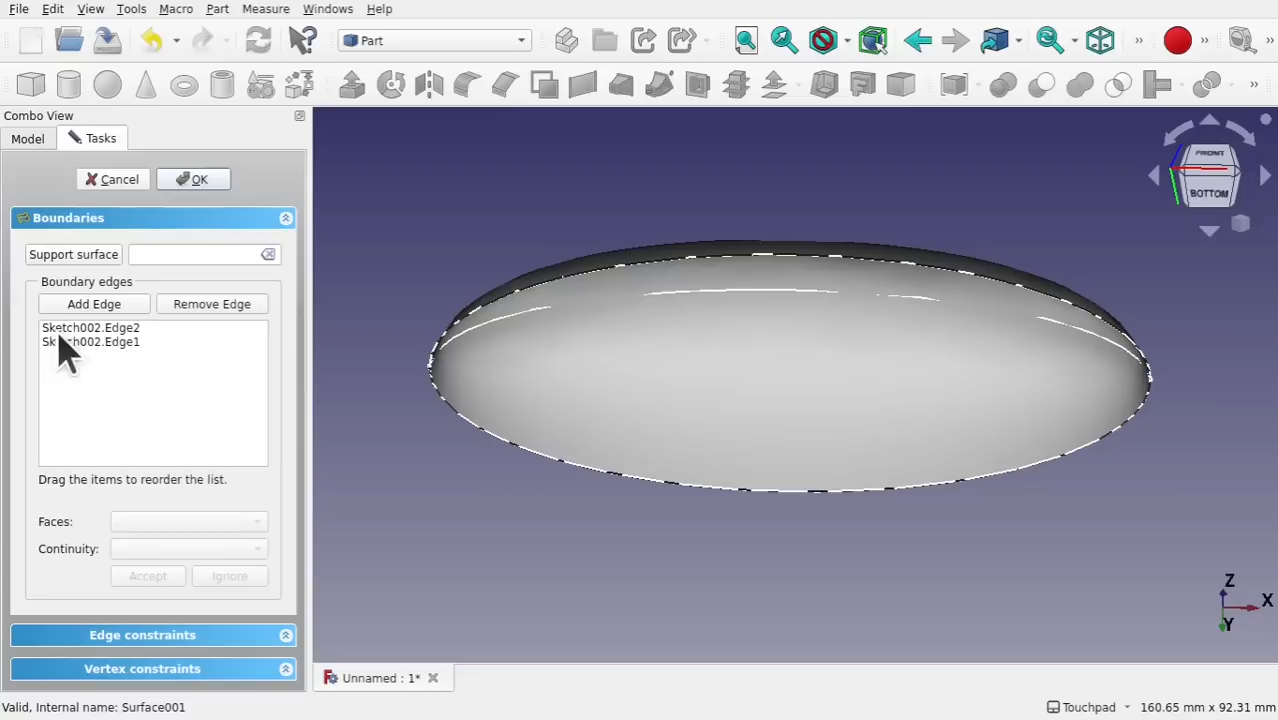 File Edit View Tools Macro Part Measure Windows Help
Part
Combo View
Model Tasks
Cancel OK
Boundaries
Support surface
Boundary edges
Add Edge Remove Edge
Sketch002.Edge2
Sketch002.Edge1
Drag the items to reorder the list.
Faces:
Continuity:
Accept Ignore
Edge constraints
Vertex constraints
FRONT
BOTTOM
Z
X
Y
Unnamed : 1*
Valid, Internal name: Surface001
Touchpad 160.65 mm x 92.31 mm